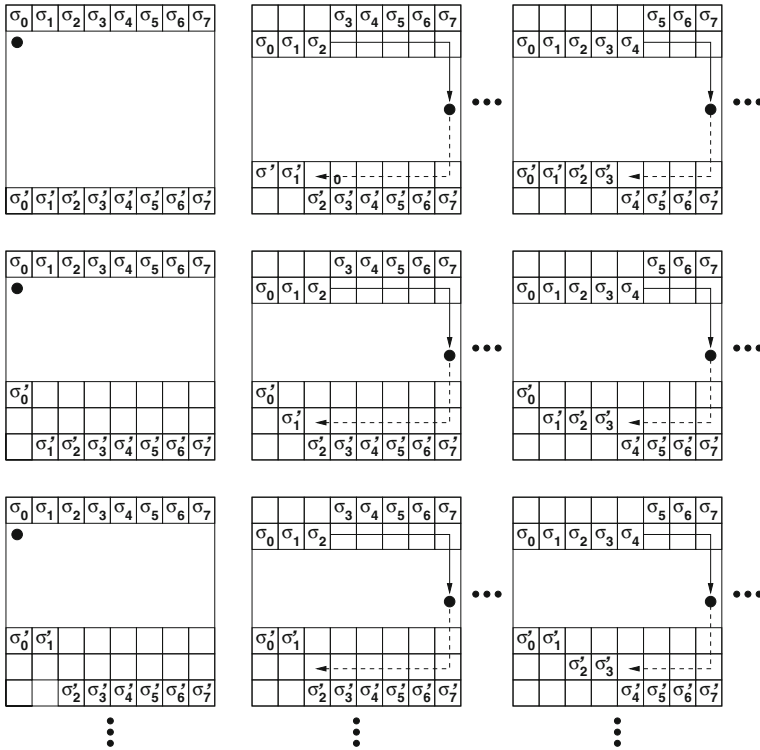 σ0 σ1 σ2 σ3 σ4 σ5 σ6 σ7
σ'0 σ'1 σ'2 σ'3 σ'4 σ'5 σ'6 σ'7
σ3 σ4 σ5 σ6 σ7
σ0 σ1 σ2
σ' σ'1 0
σ'2 σ'3 σ'4 σ'5 σ'6 σ'7
σ5 σ6 σ7
σ0 σ1 σ2 σ3 σ4
σ'0 σ'1 σ'2 σ'3
σ'4 σ'5 σ'6 σ'7
σ0 σ1 σ2 σ3 σ4 σ5 σ6 σ7
σ'0
σ'1 σ'2 σ'3 σ'4 σ'5 σ'6 σ'7
σ3 σ4 σ5 σ6 σ7
σ0 σ1 σ2
σ'0
σ'1
σ'2 σ'3 σ'4 σ'5 σ'6 σ'7
σ5 σ6 σ7
σ0 σ1 σ2 σ3 σ4
σ'0
σ'1 σ'2 σ'3
σ'4 σ'5 σ'6 σ'7
σ0 σ1 σ2 σ3 σ4 σ5 σ6 σ7
σ'0 σ'1
σ'2 σ'3 σ'4 σ'5 σ'6 σ'7
σ3 σ4 σ5 σ6 σ7
σ0 σ1 σ2
σ'0 σ'1
σ'2 σ'3 σ'4 σ'5 σ'6 σ'7
σ5 σ6 σ7
σ0 σ1 σ2 σ3 σ4
σ'0 σ'1
σ'2 σ'3
σ'4 σ'5 σ'6 σ'7